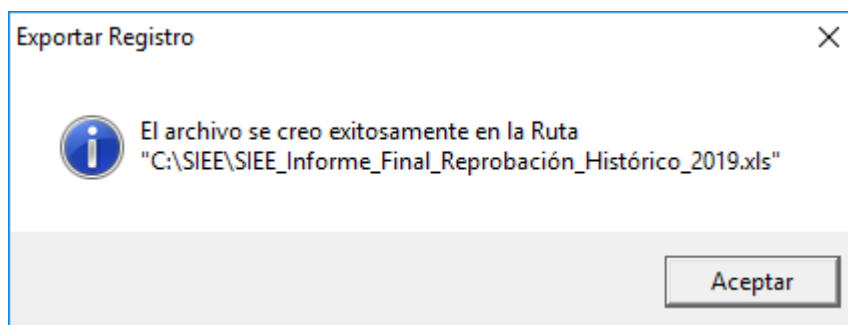 Exportar Registro
El archivo se creo exitosamente en la Ruta
"C:\SIEE\SIEE_Informe_Final_Reprobación_Histórico_2019.xls"
Aceptar